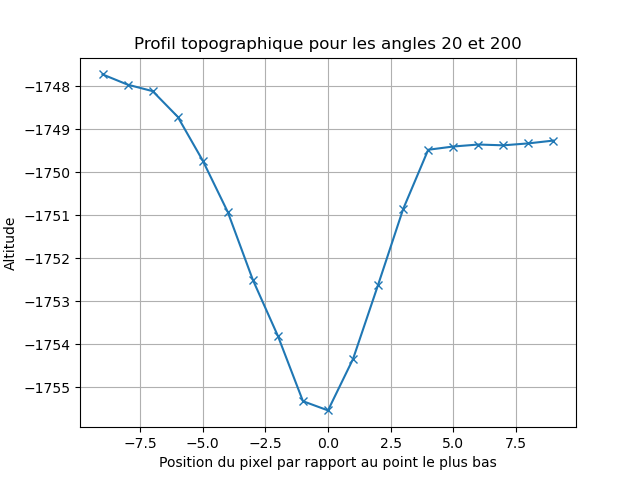 Profil topographique pour les angles 20 et 200
−1748
−1749
−1750
−1751
−1752
−1753
−1754
−1755
Altitude
−7.5 −5.0 −2.5 0.0 2.5 5.0 7.5
Position du pixel par rapport au point le plus bas